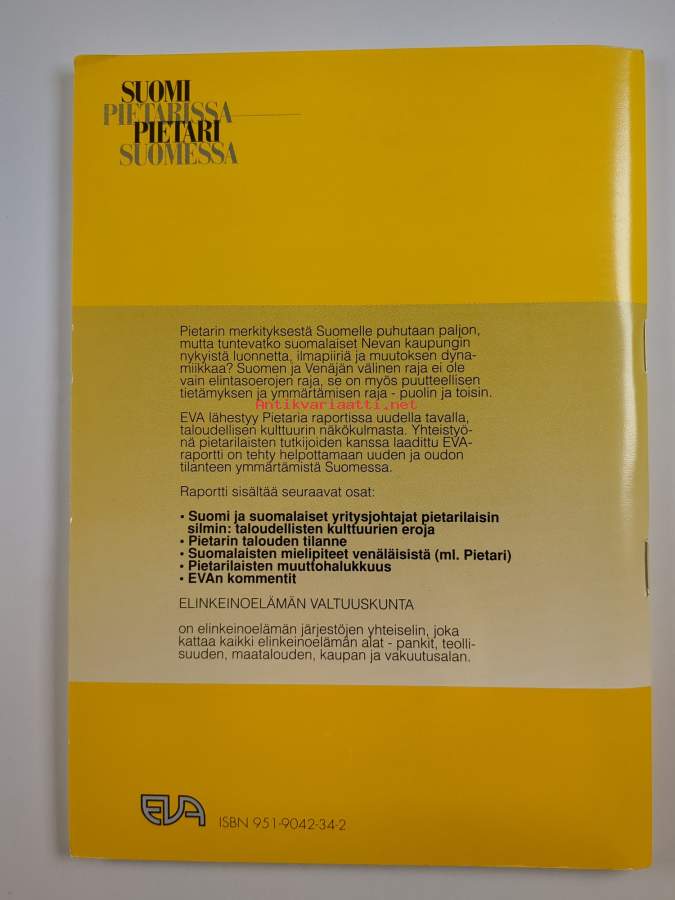 SUOMI
PIETARISSA
PIETARI
SUOMESSA
Pietarin merkityksestä Suomelle puhutaan paljon,
mutta tuntevatko suomalaiset Nevan kaupungin
nykyistä luonnetta, ilmapiiriä ja muutoksen dyna-
miikkaa? Suomen ja Venäjän välinen raja ei ole
vain elintasoerojen raja, se on myös puutteellisen
tietämyksen ja ymmärtämisen raja - puolin ja toisin.
Antikvariaatti.net
EVA lähestyy Pietaria raportissa uudella tavalla,
taloudellisen kulttuurin näkökulmasta. Yhteistyö-
nä pietarilaisten tutkijoiden kanssa laadittu EVA-
raportti on tehty helpottamaan uuden ja oudon
tilanteen ymmärtämistä Suomessa.
Raportti sisältää seuraavat osat:
• Suomi ja suomalaiset yritysjohtajat pietarilaisin
silmin: taloudellisten kulttuurien eroja
• Pietarin talouden tilanne
• Suomalaisten mielipiteet venäläisistä (ml. Pietari)
• Pietarilaisten muuttohalukkuus
• EVAn kommentit
ELINKEINOELÄMÄN VALTUUSKUNTA
on elinkeinoelämän järjestöjen yhteiselin, joka
kattaa kaikki elinkeinoelämän alat - pankit, teolli-
suuden, maatalouden, kaupan ja vakuutusalan.
EVA ISBN 951-9042-34-2